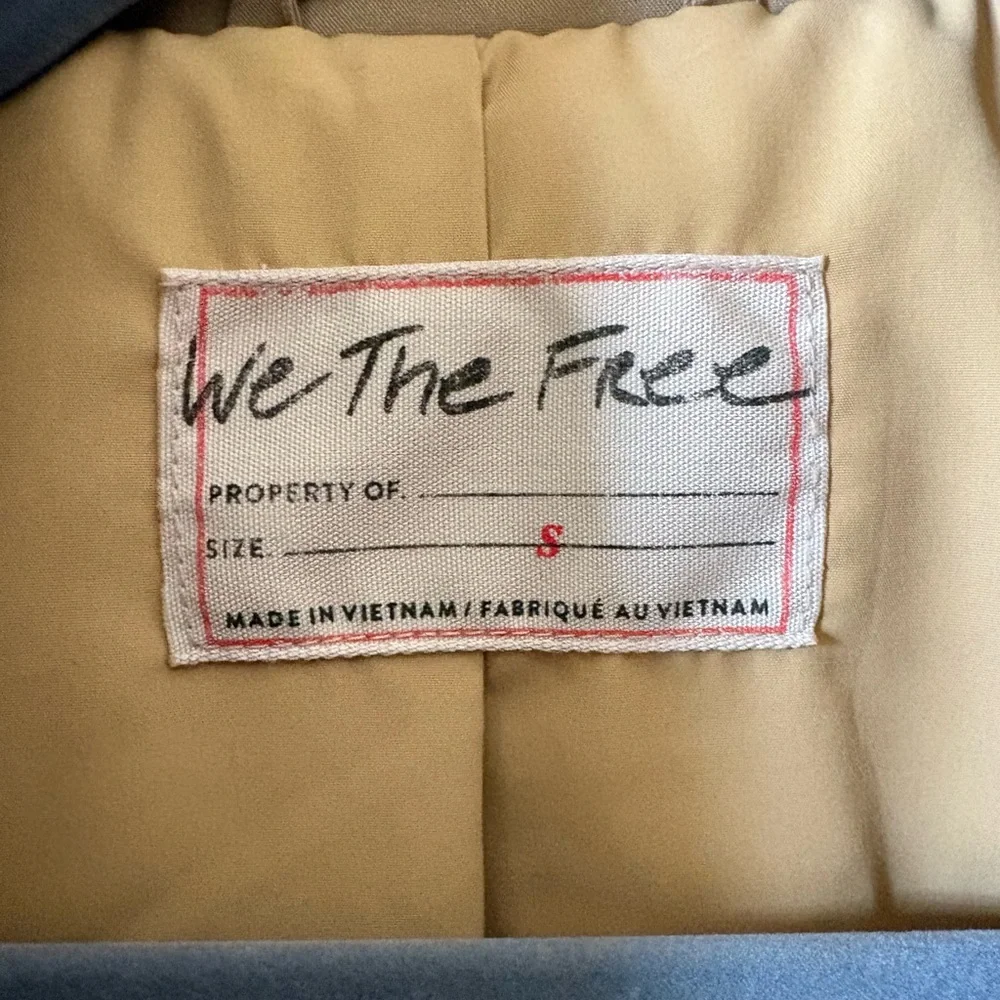 We The Free
PROPERTY OF.
SIZE. S
MADE IN VIETNAM / FABRIQUÉ AU VIETNAM